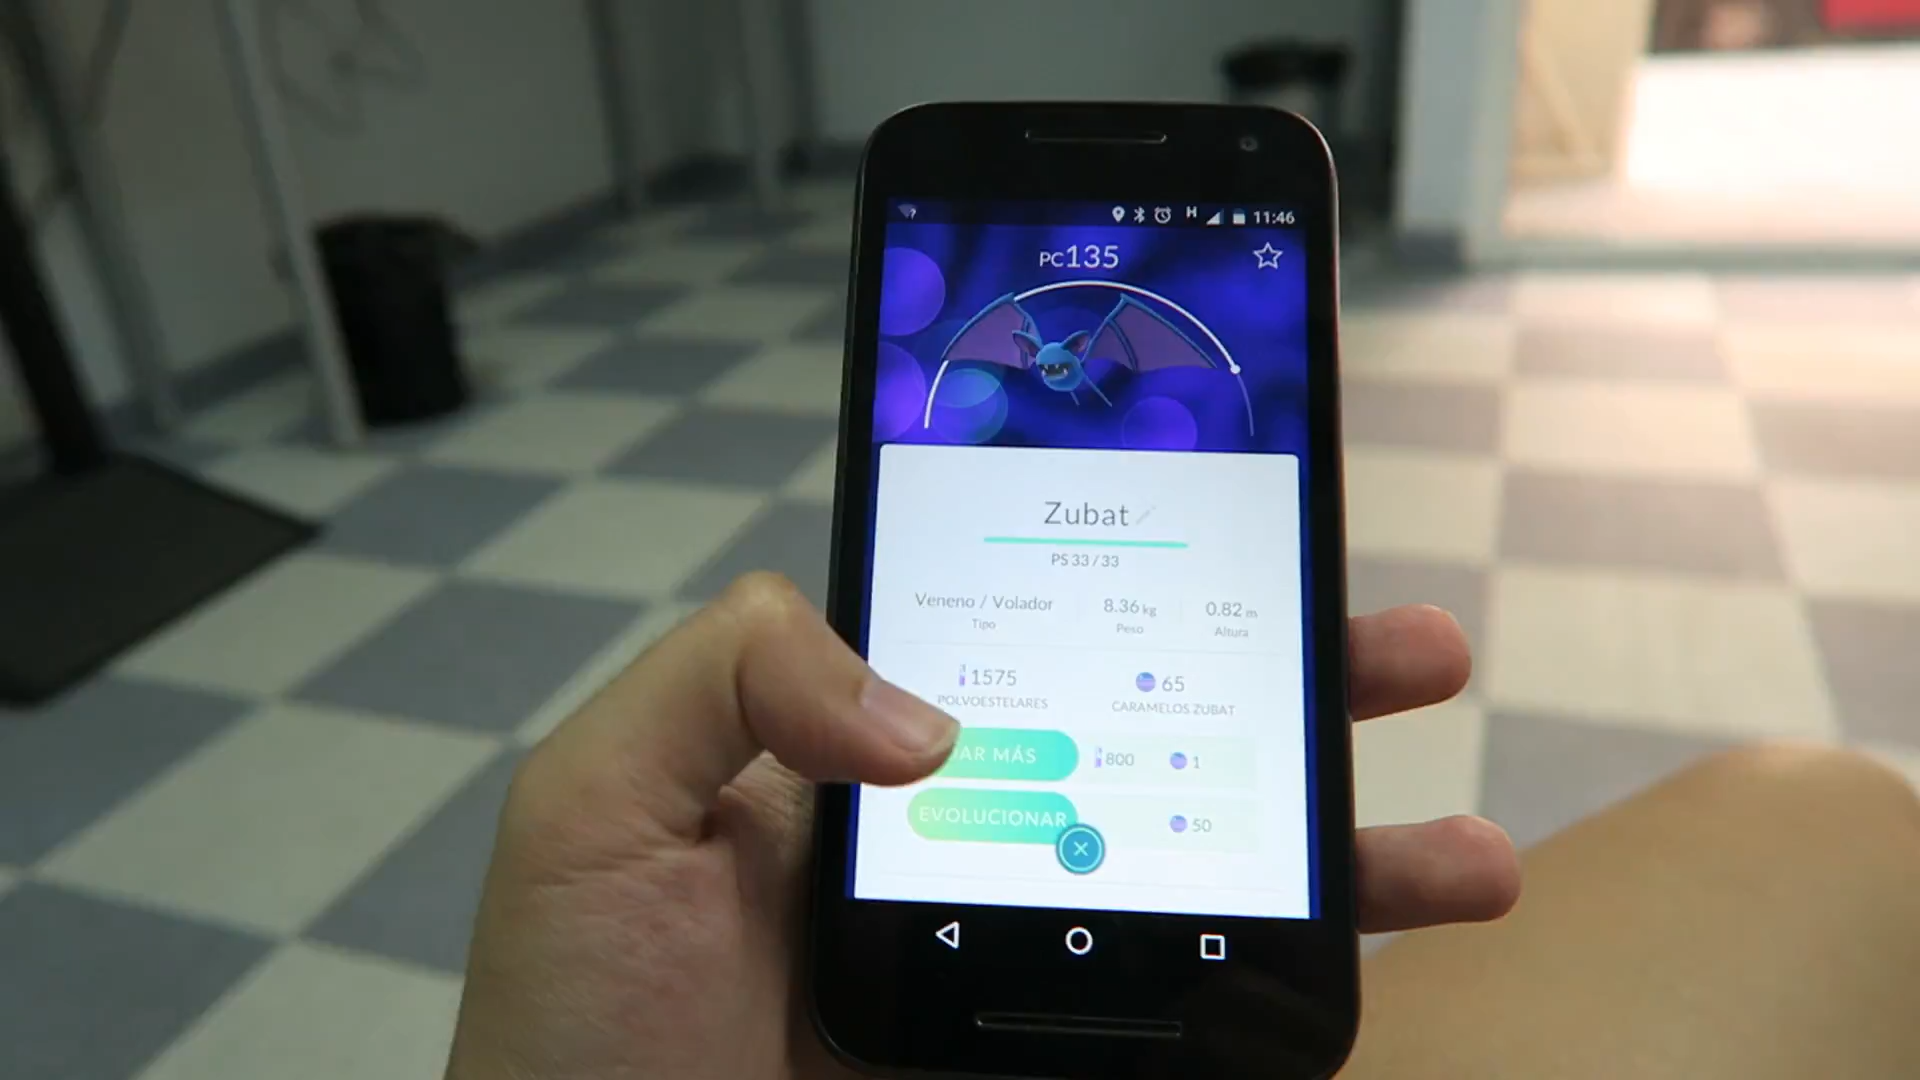 H 11:46
PC135
Zubat
PS 33 / 33
Veneno / Volador
8.36 kg
0.82 m
Tipo
Peso
Altura
1575
65
POLVOESTELARES
CARAMELOS ZUBAT
MÁS
800
1
EVOLUCIONAR
50